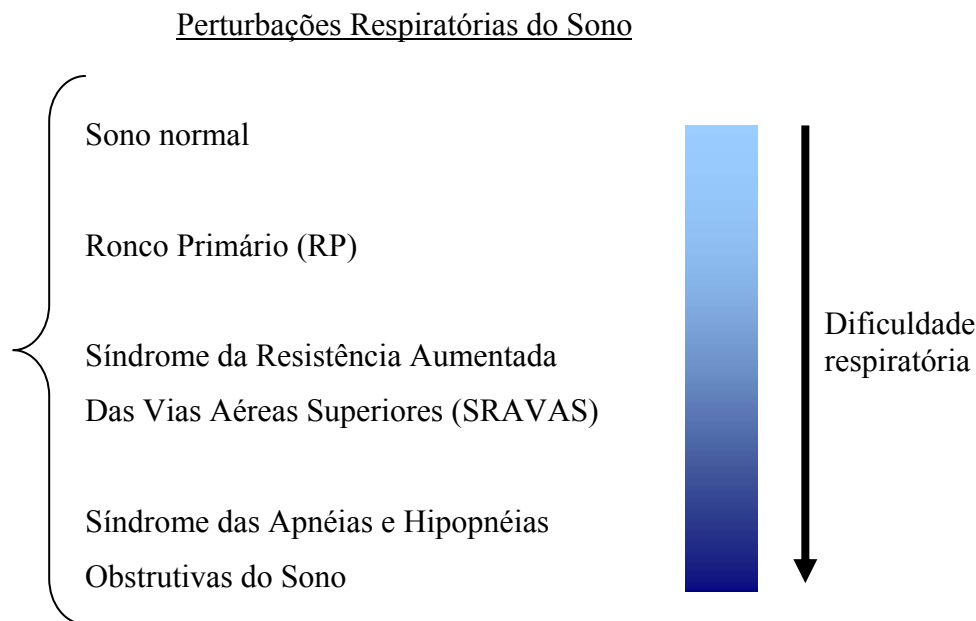 Perturbações Respiratórias do Sono
Sono normal
Ronco Primário (RP)
Síndrome da Resistência Aumentada
Das Vias Aéreas Superiores (SRAVAS)
Síndrome das Apnéias e Hipopnéias
Obstrutivas do Sono
Dificuldade
respiratória